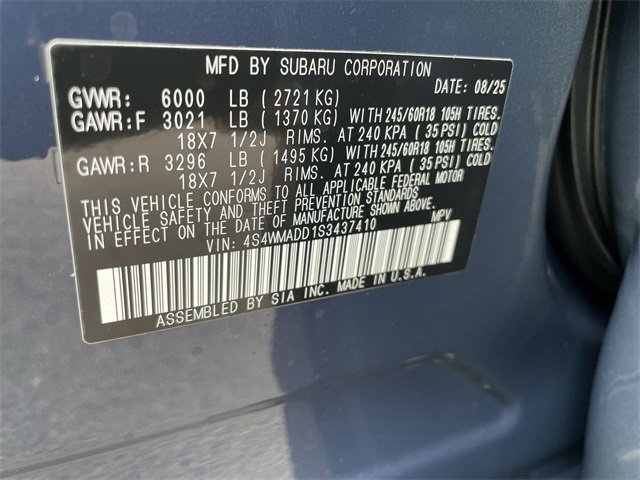 MFD BY SUBARU CORPORATION
DATE: 08/25
GVWR: 6000 LB ( 2721 KG)
GAWR:F 3021 LB ( 1370 KG) WITH 245/60R18 105H TIRES.
18X7 1/2J RIMS. AT 240 KPA ( 35 PSI) COLD
GAWR:R 3296 LB ( 1495 KG) WITH 245/60R18 105H TIRES.
18X7 1/2J RIMS. AT 240 KPA ( 35 PSI) COLD
THIS VEHICLE CONFORMS TO ALL APPLICABLE FEDERAL MOTOR
VEHICLE SAFETY AND THEFT PREVENTION STANDARDS
IN EFFECT ON THE DATE OF MANUFACTURE SHOWN ABOVE.
VIN: 4S4WMADD1S3437410 MPV
ASSEMBLED BY SIA INC. MADE IN U.S.A.